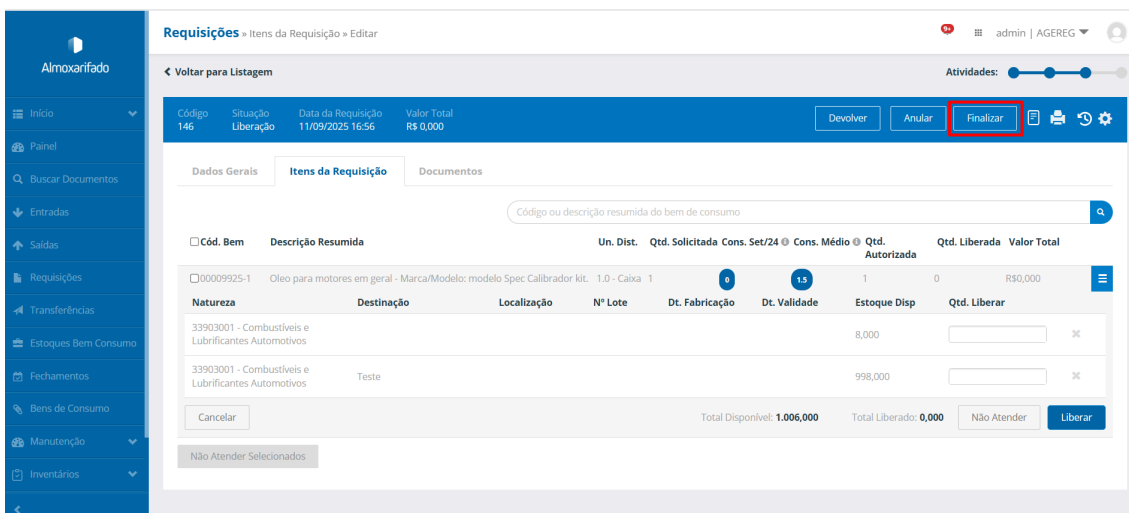 Almoxarifado
Início
Painel
Buscar Documentos
Entradas
Saídas
Requisições
Transferências
Estoques Bem Consumo
Fechamentos
Bens de Consumo
Manutenção
Inventários
Requisições » Itens da Requisição » Editar
9+ admin | AGEREG
Voltar para Listagem Atividades:
Código Situação Data da Requisição Valor Total
146 Liberação 11/09/2025 16:56 R$ 0,000
Devolver Anular Finalizar
Dados Gerais Itens da Requisição Documentos
Código ou descrição resumida do bem de consumo
Cód. Bem Descrição Resumida Un. Dist. Qtd. Solicitada Cons. Set/24 Cons. Médio Qtd. Autorizada Qtd. Liberada Valor Total
00009925-1 Oleo para motores em geral - Marca/Modelo: modelo Spec Calibrador kit. 1.0 - Caixa 1 0 1.5 1 0 R$0,000
Natureza Destinação Localização Nº Lote Dt. Fabricação Dt. Validade Estoque Disp Qtd. Liberar
33903001 - Combustíveis e
Lubrificantes Automotivos 8,000
33903001 - Combustíveis e
Lubrificantes Automotivos Teste 998,000
Cancelar Total Disponível: 1.006,000 Total Liberado: 0,000 Não Atender Liberar
Não Atender Selecionados